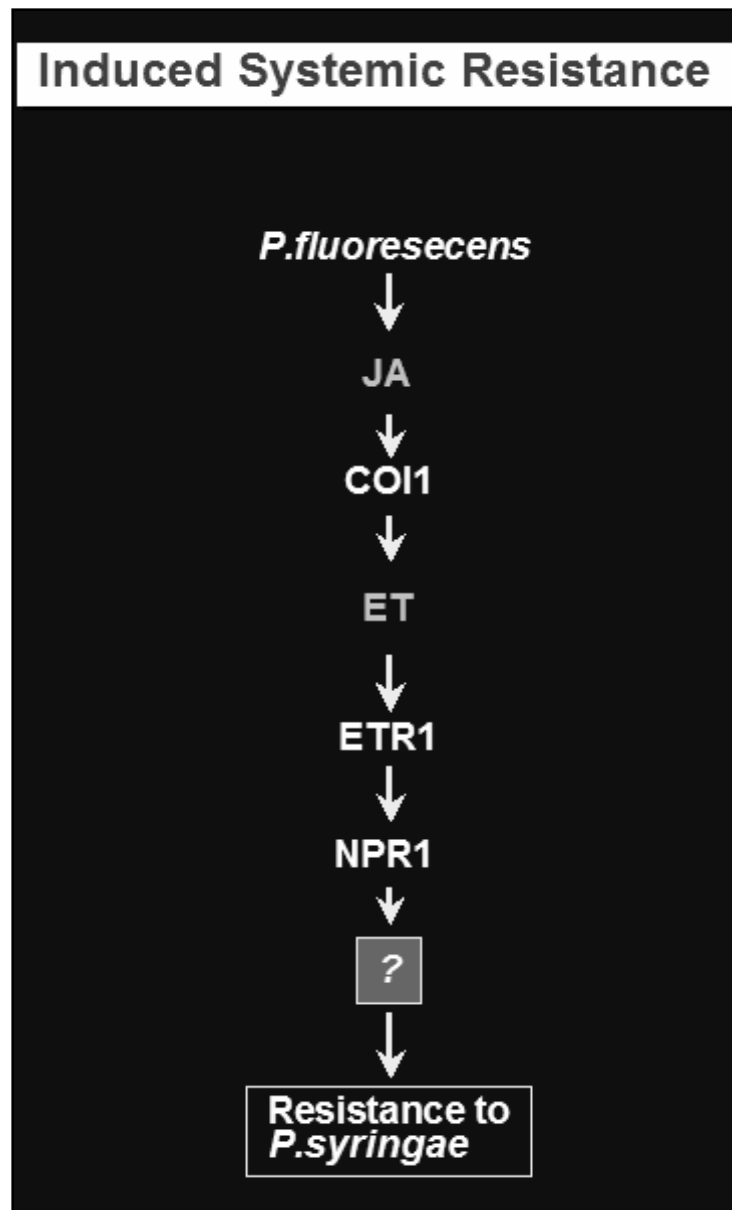 Induced Systemic Resistance
P.fluoresecens
JA
COI1
ET
ETR1
NPR1
?
Resistance to
P.syringae